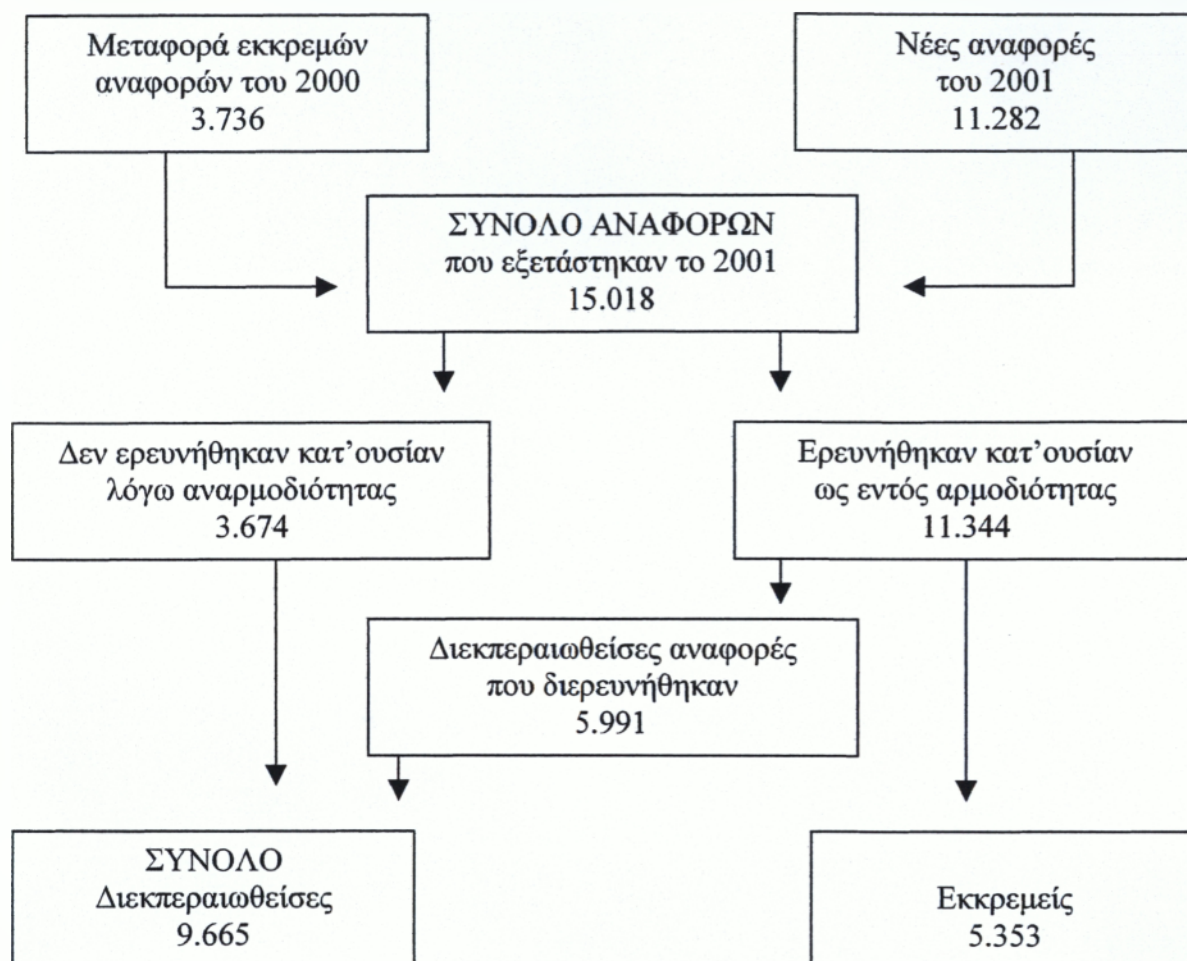 Μεταφορά εκκρεμών
αναφορών του 2000
3.736
Νέες αναφορές
του 2001
11.282
ΣΥΝΟΛΟ ΑΝΑΦΟΡΩΝ
που εξετάστηκαν το 2001
15.018
Δεν ερευνήθηκαν κατ’ουσίαν
λόγω αναρμοδιότητας
3.674
Ερευνήθηκαν κατ’ουσίαν
ως εντός αρμοδιότητας
11.344
Διεκπεραιωθείσες αναφορές
που διερευνήθηκαν
5.991
ΣΥΝΟΛΟ
Διεκπεραιωθείσες
9.665
Εκκρεμείς
5.353